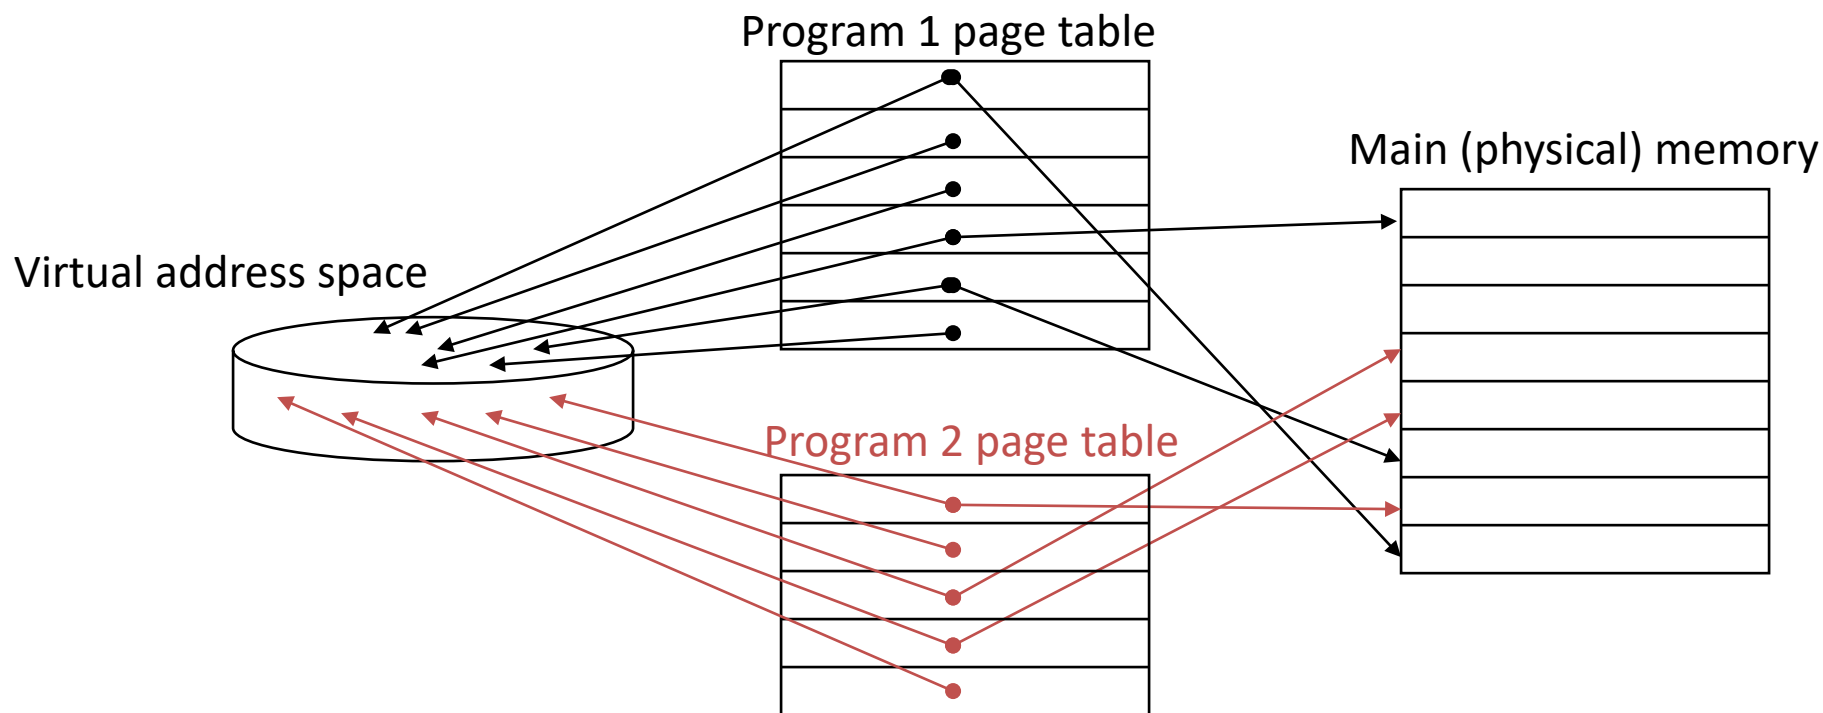 Program 1 page table
Main (physical) memory
Virtual address space
Program 2 page table